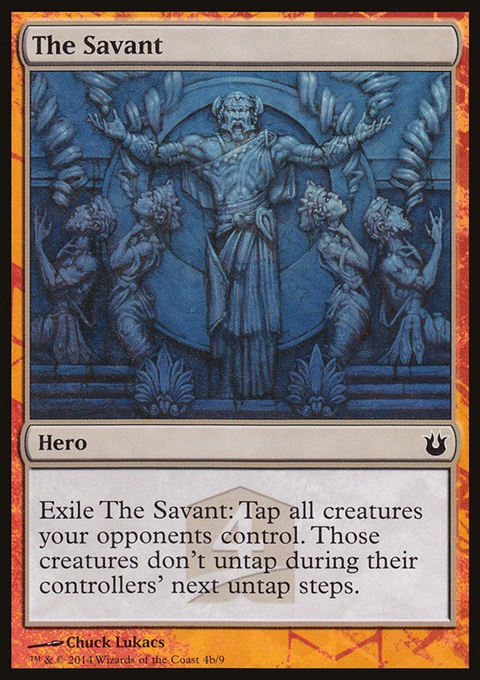 The Savant
Hero
4
Exile The Savant: Tap all creatures
your opponents control. Those
creatures don't untap during their
controllers' next untap steps.
Chuck Lukacs
™ & © 2014 Wizards of the Coast 4b/9